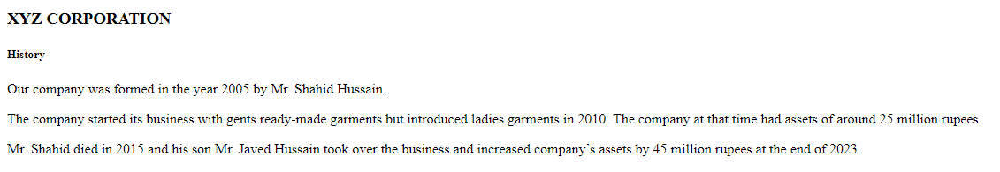 XYZ CORPORATION
History
Our company was formed in the year 2005 by Mr. Shahid Hussain.
The company started its business with gents ready-made garments but introduced ladies garments in 2010. The company at that time had assets of around 25 million rupees.
Mr. Shahid died in 2015 and his son Mr. Javed Hussain took over the business and increased company’s assets by 45 million rupees at the end of 2023.